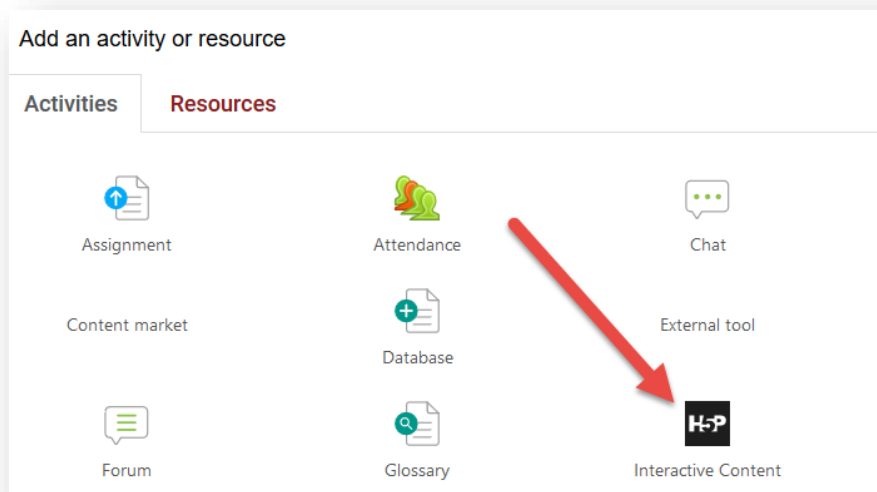 Add an activity or resource
Activities Resources
Assignment Attendance Chat
Content market External tool
Database
H5P
Forum Glossary Interactive Content